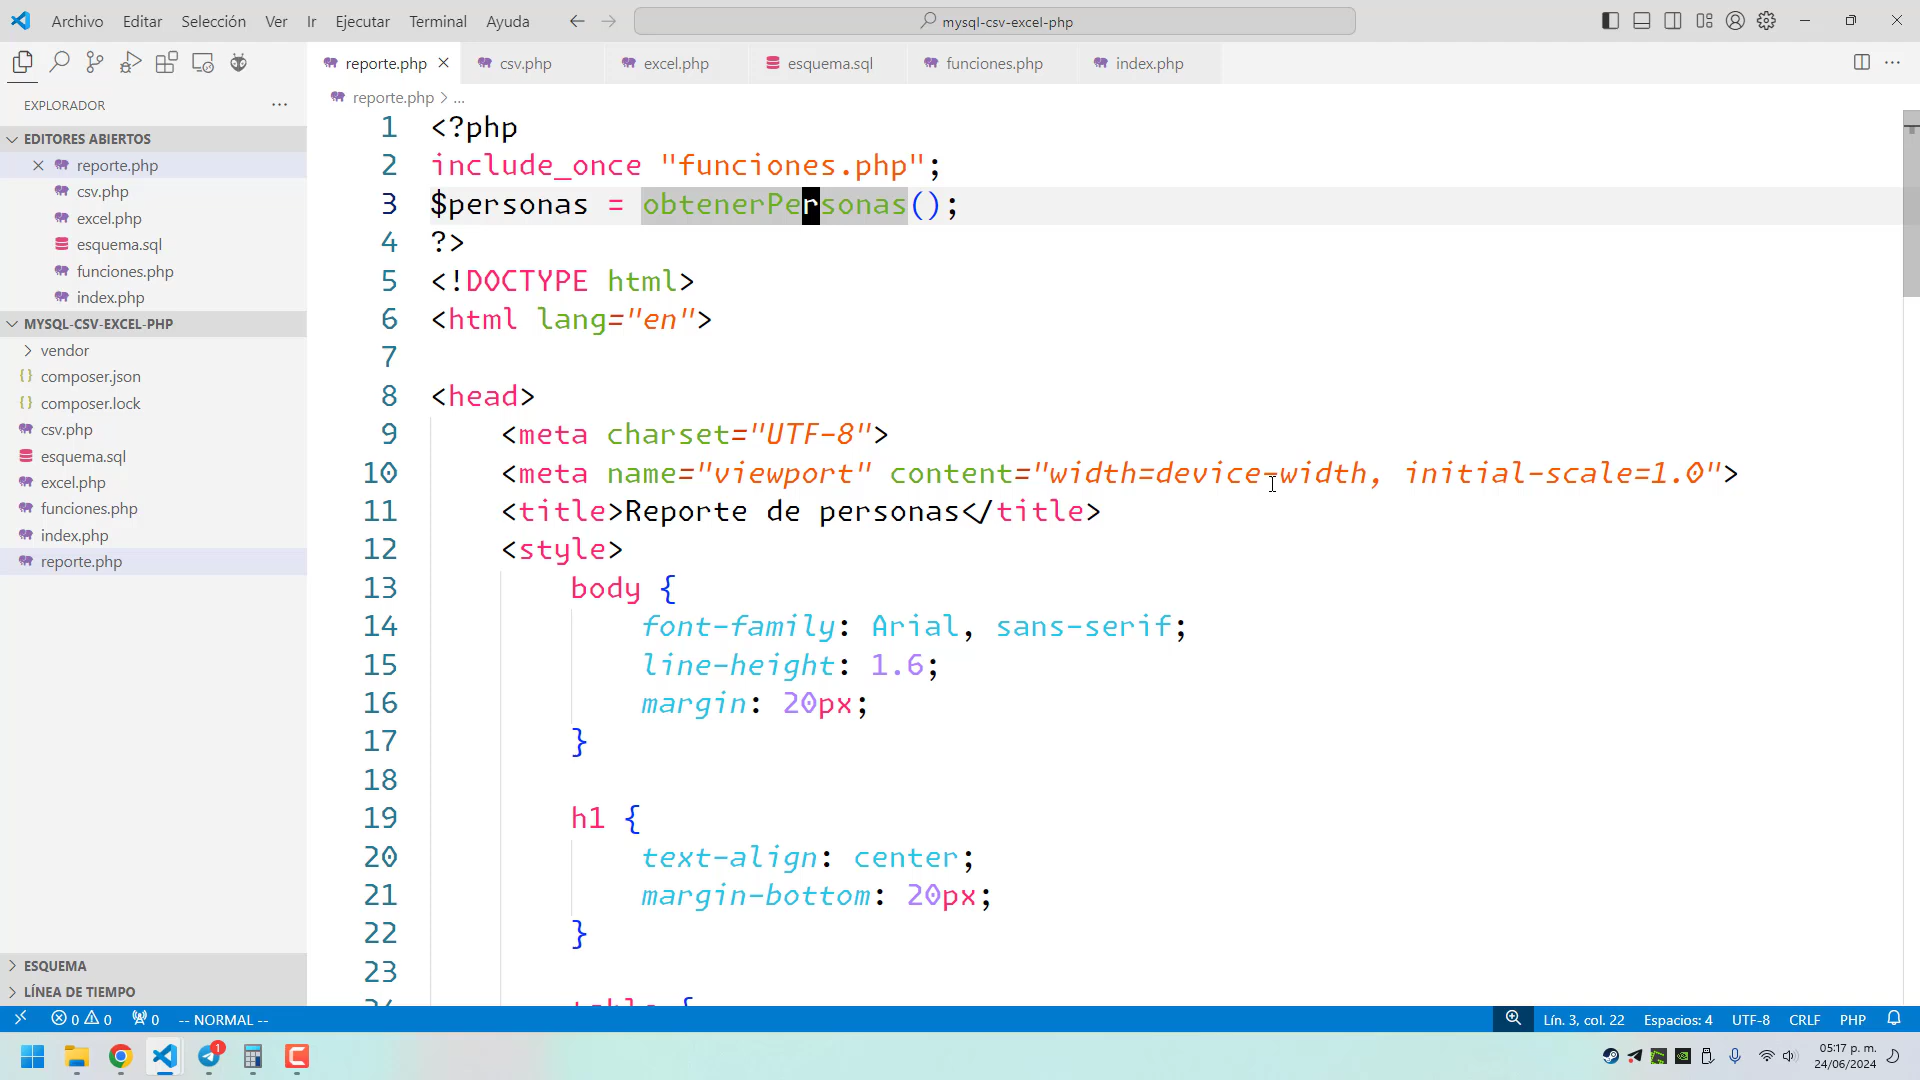 Archivo Editar Selección Ver Ir Ejecutar Terminal Ayuda mysql-csv-excel-php
reporte.php csv.php excel.php esquema.sql funciones.php index.php
EXPLORADOR
EDITORES ABIERTOS
reporte.php
csv.php
excel.php
esquema.sql
funciones.php
index.php
MYSQL-CSV-EXCEL-PHP
vendor
composer.json
composer.lock
csv.php
esquema.sql
excel.php
funciones.php
index.php
reporte.php
ESQUEMA
LÍNEA DE TIEMPO
reporte.php > ...
1 <?php
2 include_once "funciones.php";
3 $personas = obtenerPersonas();
4 ?>
5 <!DOCTYPE html>
6 <html lang="en">
7
8 <head>
9 <meta charset="UTF-8">
10 <meta name="viewport" content="width=device-width, initial-scale=1.0">
11 <title>Reporte de personas</title>
12 <style>
13 body {
14 font-family: Arial, sans-serif;
15 line-height: 1.6;
16 margin: 20px;
17 }
18
19 h1 {
20 text-align: center;
21 margin-bottom: 20px;
22 }
23
24 table {
0 0 0 -- NORMAL -- Lín. 3, col. 22 Espacios: 4 UTF-8 CRLF PHP
1 05:17 p. m.
24/06/2024